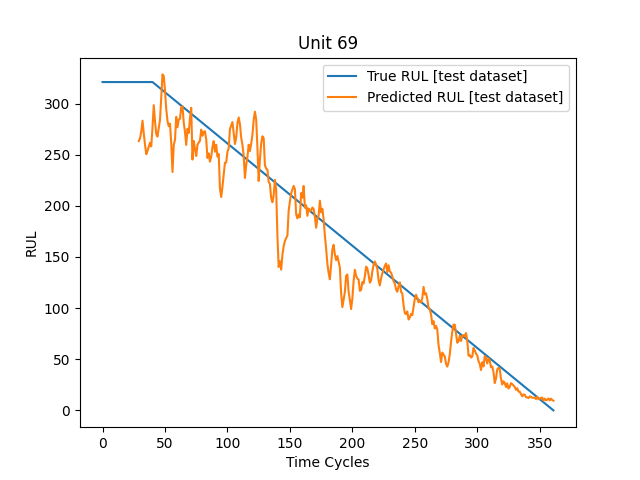 Unit 69
True RUL [test dataset]
Predicted RUL [test dataset]
RUL
300
250
200
150
100
50
0
0 50 100 150 200 250 300 350
Time Cycles